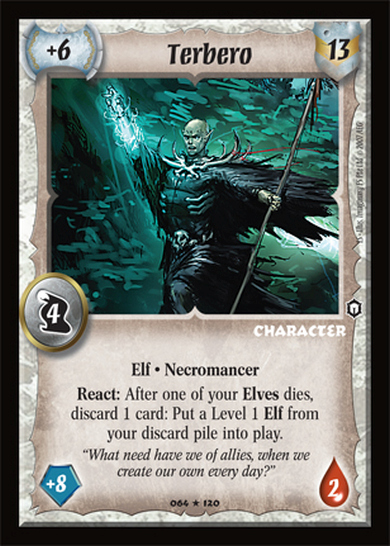 +6
Terbero
13
4
CHARACTER
Elf • Necromancer
React: After one of your Elves dies,
discard 1 card: Put a Level 1 Elf from
your discard pile into play.
“What need have we of allies, when we
create our own every day?”
+8
064 ★ 120
2